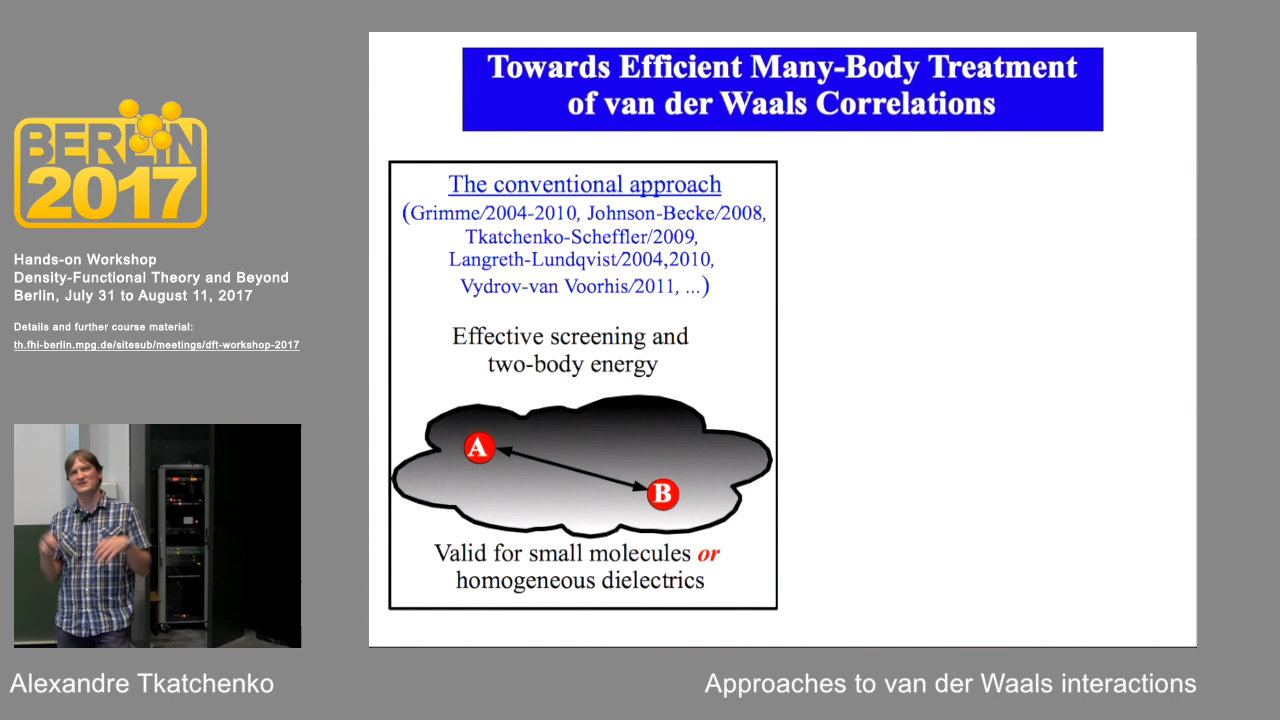 BERLIN
2017
Hands-on Workshop
Density-Functional Theory and Beyond
Berlin, July 31 to August 11, 2017
Details and further course material:
th.fhi-berlin.mpg.de/sitesub/meetings/dft-workshop-2017
Towards Efficient Many-Body Treatment
of van der Waals Correlations
The conventional approach
(Grimme/2004-2010, Johnson-Becke/2008,
Tkatchenko-Scheffler/2009,
Langreth-Lundqvist/2004,2010,
Vydrov-van Voorhis/2011, ...)
Effective screening and
two-body energy
A
B
Valid for small molecules or
homogeneous dielectrics
Alexandre Tkatchenko
Approaches to van der Waals interactions